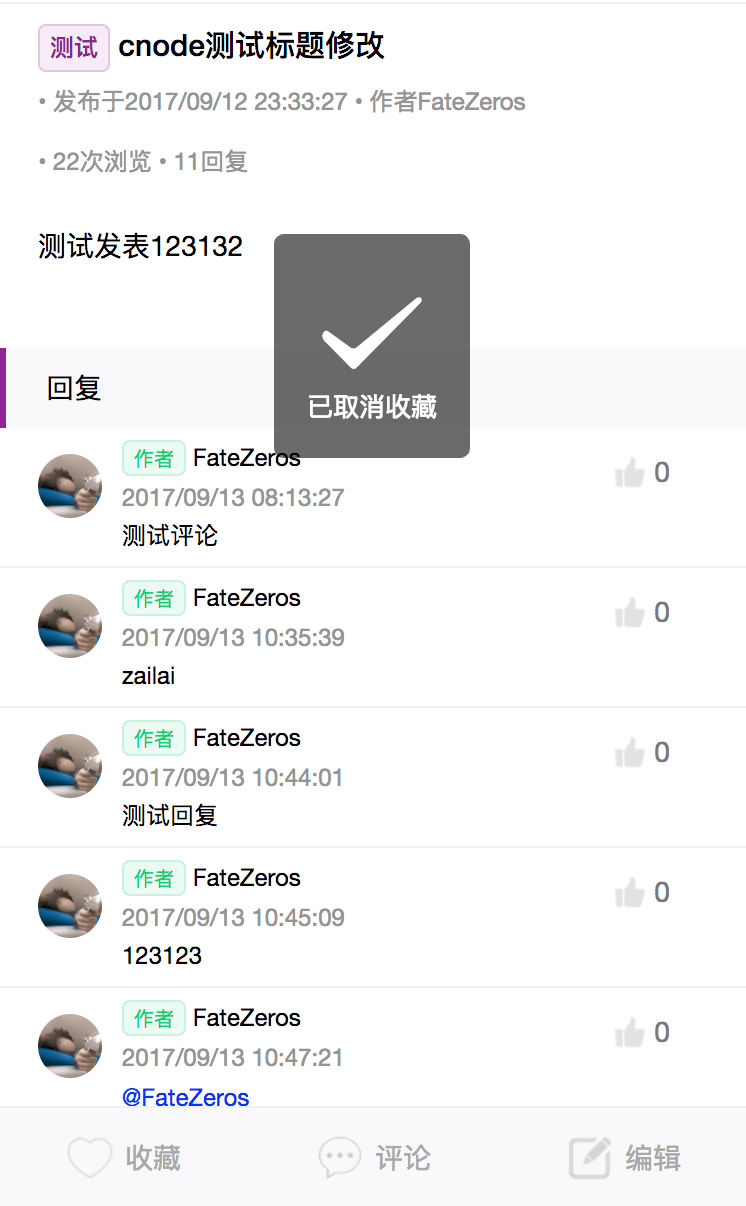 测试 cnode测试标题修改
• 发布于2017/09/12 23:33:27 • 作者FateZeros
• 22次浏览 • 11回复
测试发表123132
已取消收藏
回复
作者 FateZeros
0
2017/09/13 08:13:27
测试评论
作者 FateZeros
0
2017/09/13 10:35:39
zailai
作者 FateZeros
0
2017/09/13 10:44:01
测试回复
作者 FateZeros
0
2017/09/13 10:45:09
123123
作者 FateZeros
0
2017/09/13 10:47:21
@FateZeros
收藏 评论 编辑